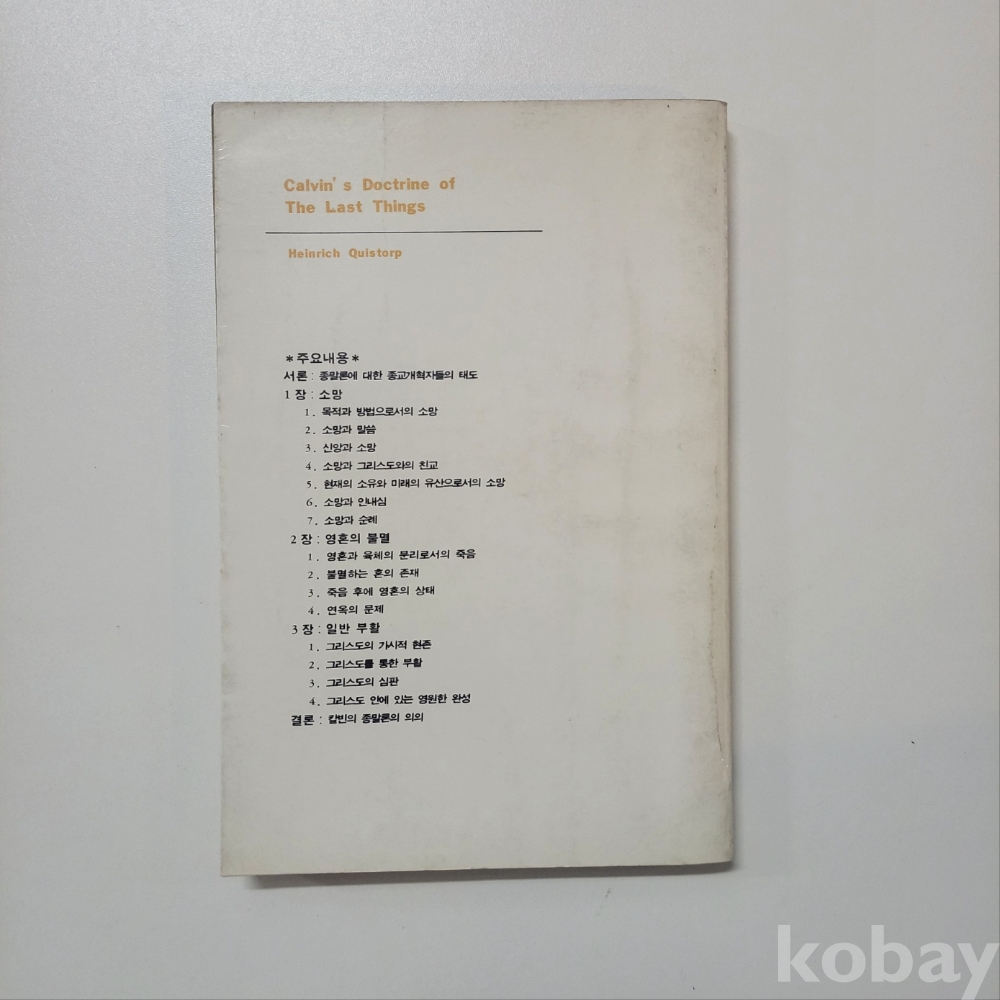 Calvin's Doctrine of
The Last Things
Heinrich Quistorp
*주요내용*
서론 : 종말론에 대한 종교개혁자들의 태도
1장 : 소망
1. 목적과 방법으로서의 소망
2. 소망과 말씀
3. 신앙과 소망
4. 소망과 그리스도와의 친교
5. 현재의 소유와 미래의 유산으로서의 소망
6. 소망과 인내심
7. 소망과 순례
2장 : 영혼의 불멸
1. 영혼과 육체의 분리로서의 죽음
2. 불멸하는 혼의 존재
3. 죽음 후에 영혼의 상태
4. 연옥의 문제
3장 : 일반 부활
1. 그리스도의 가시적 현존
2. 그리스도를 통한 부활
3. 그리스도의 심판
4. 그리스도 안에 있는 영원한 완성
결론 : 칼빈의 종말론의 의의
kobay